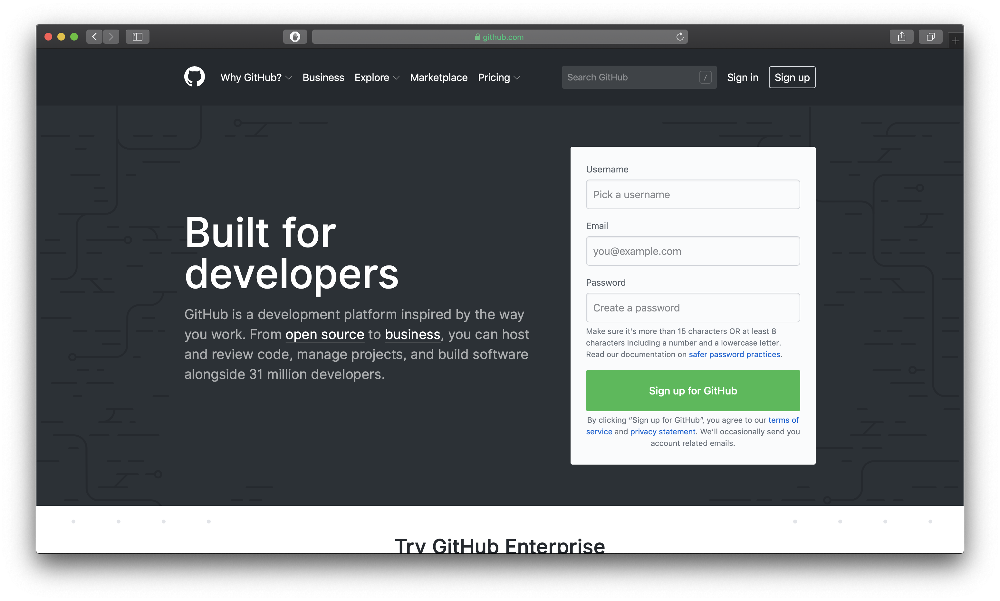 github.com
Why GitHub? Business Explore Marketplace Pricing
Search GitHub /
Sign in
Sign up
Built for
developers
GitHub is a development platform inspired by the way
you work. From open source to business, you can host
and review code, manage projects, and build software
alongside 31 million developers.
Username
Pick a username
Email
you@example.com
Password
Create a password
Make sure it's more than 15 characters OR at least 8
characters including a number and a lowercase letter.
Read our documentation on safer password practices.
Sign up for GitHub
By clicking “Sign up for GitHub”, you agree to our terms of
service and privacy statement. We’ll occasionally send you
account related emails.
Try GitHub Enterprise